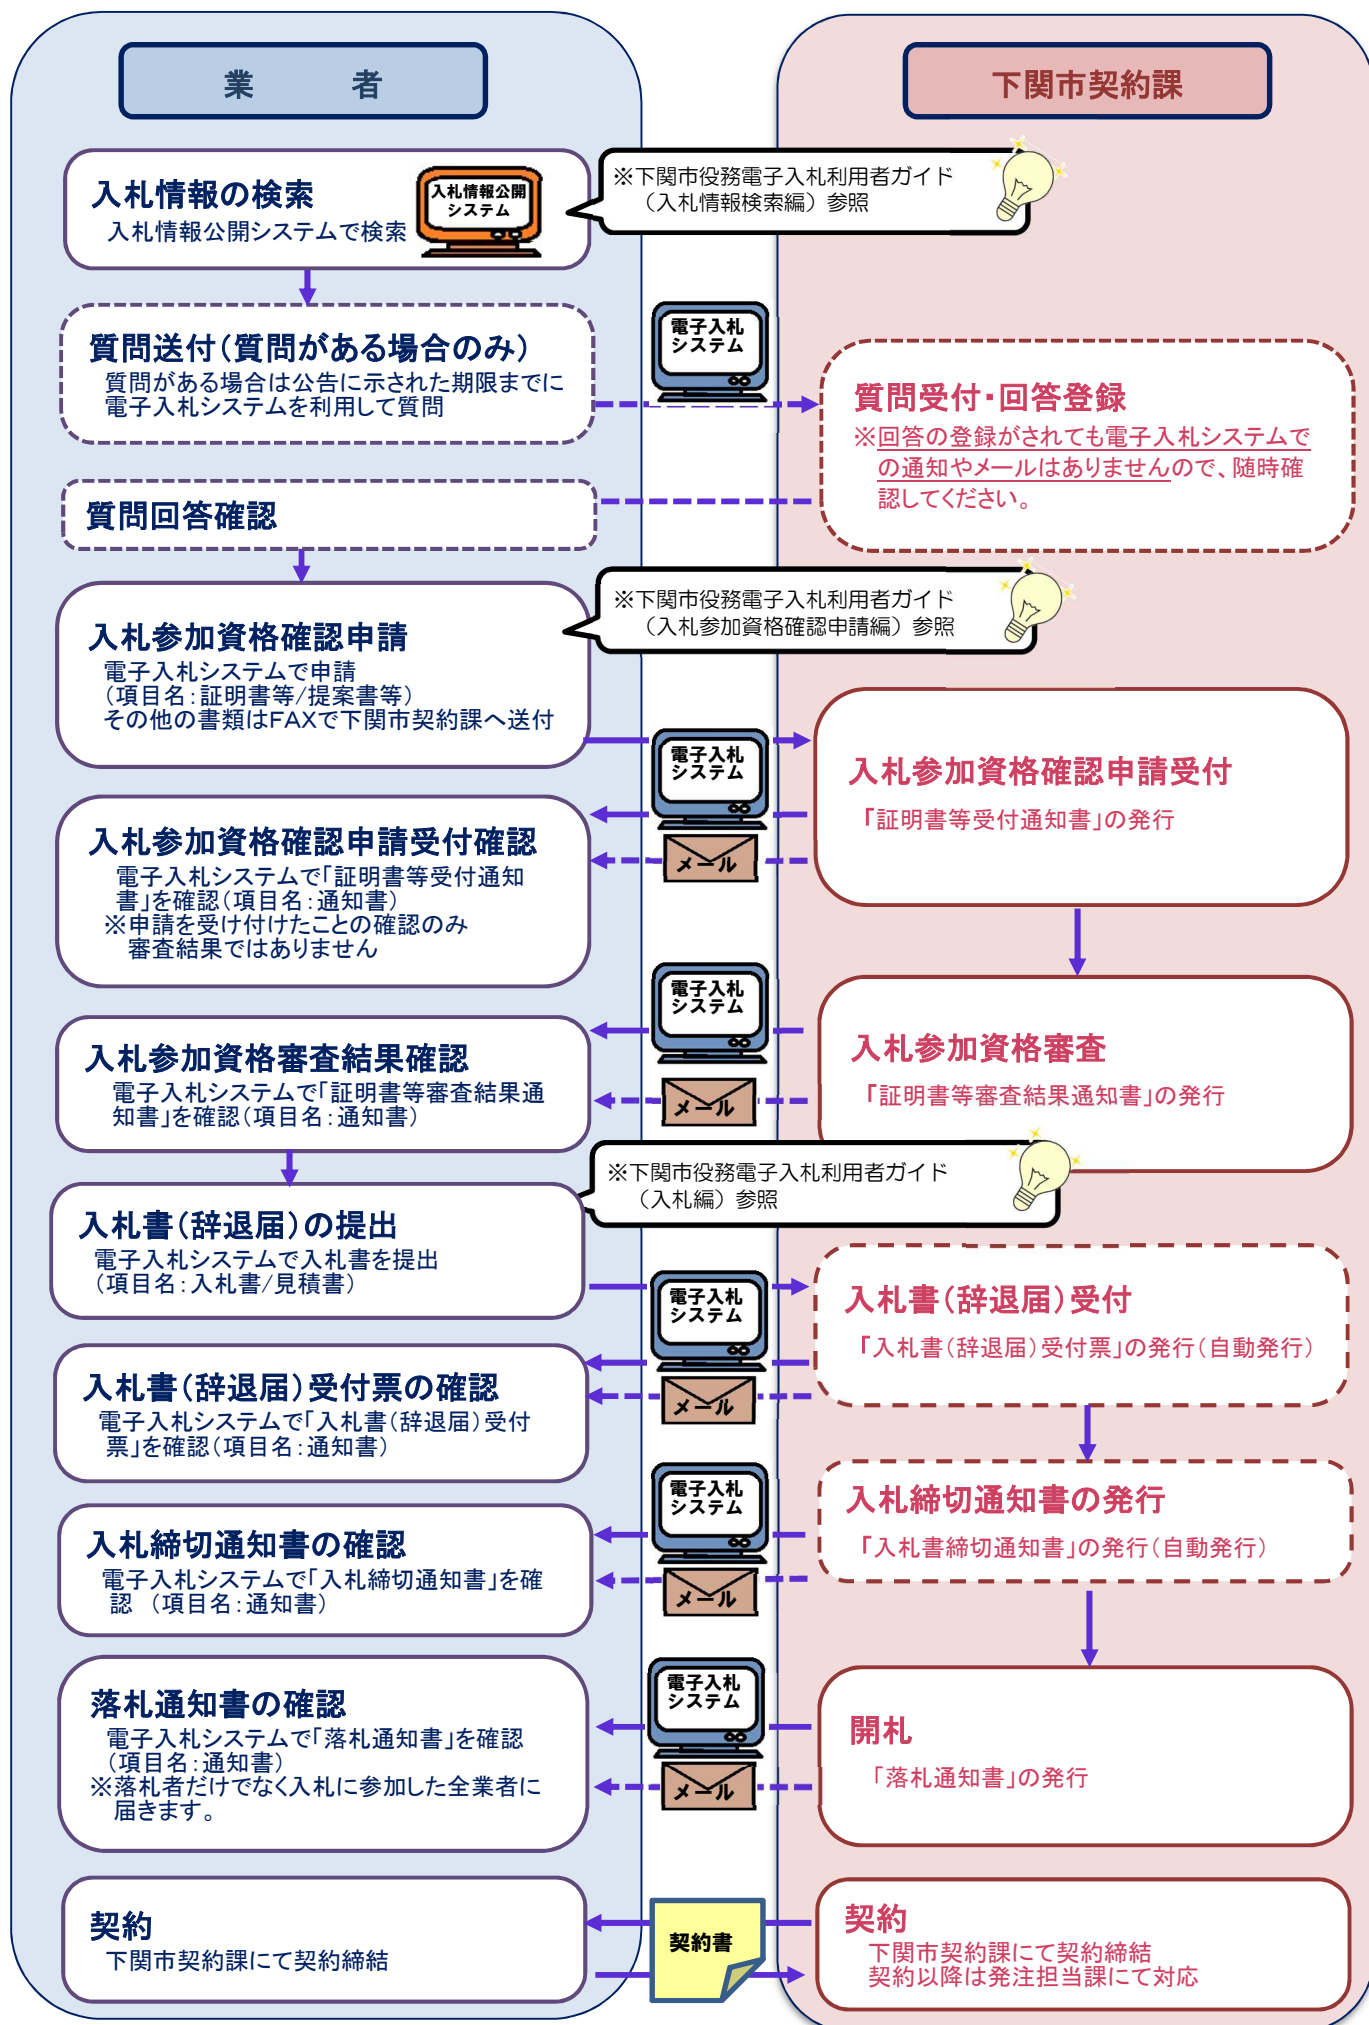 業　　　者
下関市契約課
入札情報の検索
入札情報公開システムで検索
入札情報公開
システム
※下関市役務電子入札利用者ガイド
（入札情報検索編）参照
質問送付（質問がある場合のみ）
質問がある場合は公告に示された期限までに
電子入札システムを利用して質問
電子入札
システム
質問受付・回答登録
※回答の登録がされても電子入札システムで
の通知やメールはありませんので、随時確
認してください。
質問回答確認
※下関市役務電子入札利用者ガイド
（入札参加資格確認申請編）参照
入札参加資格確認申請
電子入札システムで申請
（項目名：証明書等/提案書等）
その他の書類はFAXで下関市契約課へ送付
電子入札
システム
メール
入札参加資格確認申請受付
「証明書等受付通知書」の発行
入札参加資格確認申請受付確認
電子入札システムで「証明書等受付通知
書」を確認（項目名：通知書）
※申請を受け付けたことの確認のみ
審査結果ではありません
電子入札
システム
メール
入札参加資格審査
「証明書等審査結果通知書」の発行
入札参加資格審査結果確認
電子入札システムで「証明書等審査結果通
知書」を確認（項目名：通知書）
※下関市役務電子入札利用者ガイド
（入札編）参照
入札書（辞退届）の提出
電子入札システムで入札書を提出
（項目名：入札書/見積書）
電子入札
システム
メール
入札書（辞退届）受付
「入札書（辞退届）受付票」の発行（自動発行）
入札書（辞退届）受付票の確認
電子入札システムで「入札書（辞退届）受付
票」を確認（項目名：通知書）
電子入札
システム
メール
入札締切通知書の発行
「入札書締切通知書」の発行（自動発行）
入札締切通知書の確認
電子入札システムで「入札締切通知書」を確
認　（項目名：通知書）
電子入札
システム
メール
開札
「落札通知書」の発行
落札通知書の確認
電子入札システムで「落札通知書」を確認
（項目名：通知書）
※落札者だけでなく入札に参加した全業者に
届きます。
契約
下関市契約課にて契約締結
契約書
契約
下関市契約課にて契約締結
契約以降は発注担当課にて対応